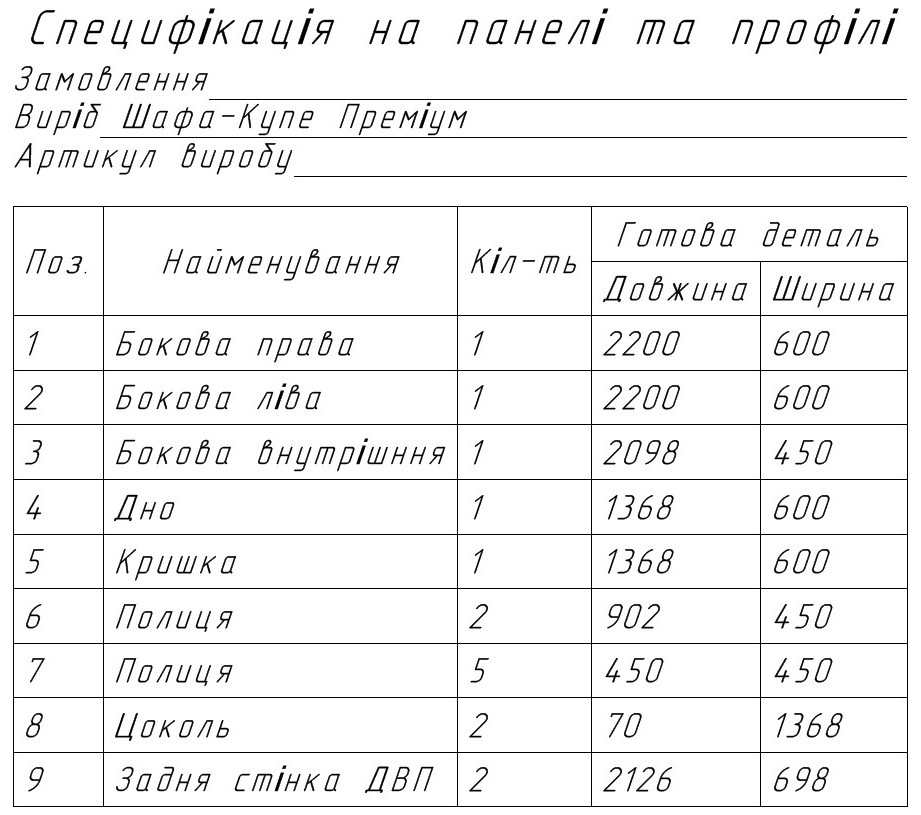 Специфікація на панелі та профілі
Замовлення
Виріб Шафа-Купе Преміум
Артикул виробу
Поз. Найменування Кіл-ть Готова деталь
Довжина Ширина
1 Бокова права 1 2200 600
2 Бокова ліва 1 2200 600
3 Бокова внутрішння 1 2098 450
4 Дно 1 1368 600
5 Кришка 1 1368 600
6 Полиця 2 902 450
7 Полиця 5 450 450
8 Цоколь 2 70 1368
9 Задня стінка ДВП 2 2126 698